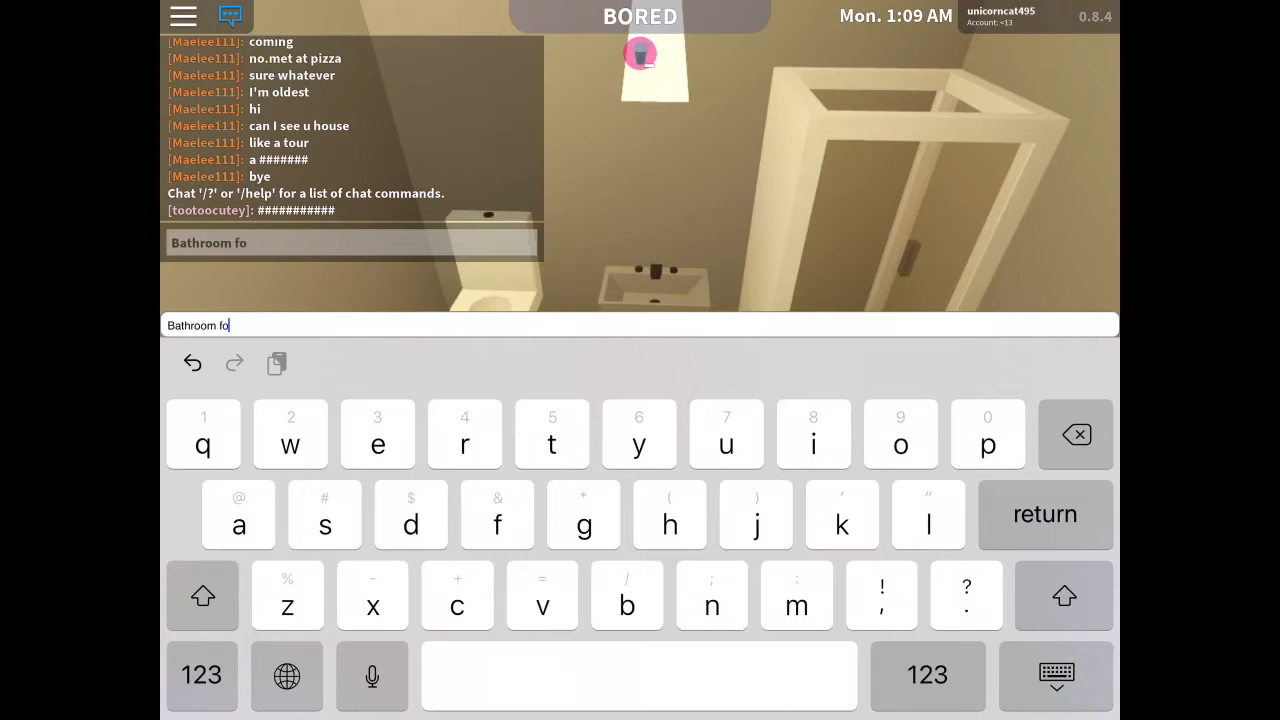 BORED
Mon. 1:09 AM
unicorncat495
Account: <13
0.8.4
[Maelee111]: coming
[Maelee111]: no.met at pizza
[Maelee111]: sure whatever
[Maelee111]: I'm oldest
[Maelee111]: hi
[Maelee111]: can I see u house
[Maelee111]: like a tour
[Maelee111]: a #######
[Maelee111]: bye
Chat '/?' or '/help' for a list of chat commands.
[tootoocutey]: ###########
Bathroom fo
Bathroom fo
1 2 3 4 5 6 7 8 9 0
q w e r t y u i o p
@ # $ & * ( ) ' "
a s d f g h j k l return
% - + = / ; : ! ?
z x c v b n m , .
123 123